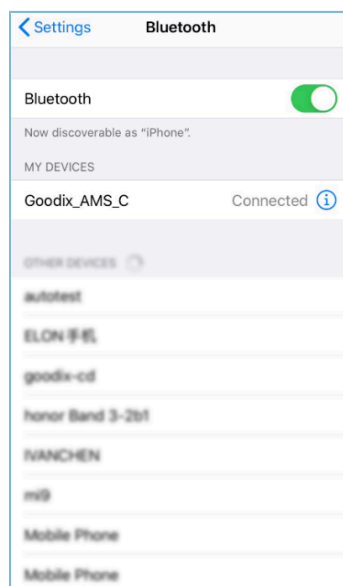 Settings Bluetooth
Bluetooth
Now discoverable as “iPhone”.
MY DEVICES
Goodix_AMS_C Connected
OTHER DEVICES
autotest
ELON手机
goodix-cd
honor Band 3-2b1
IVANCHEN
mi9
Mobile Phone
Mobile Phone